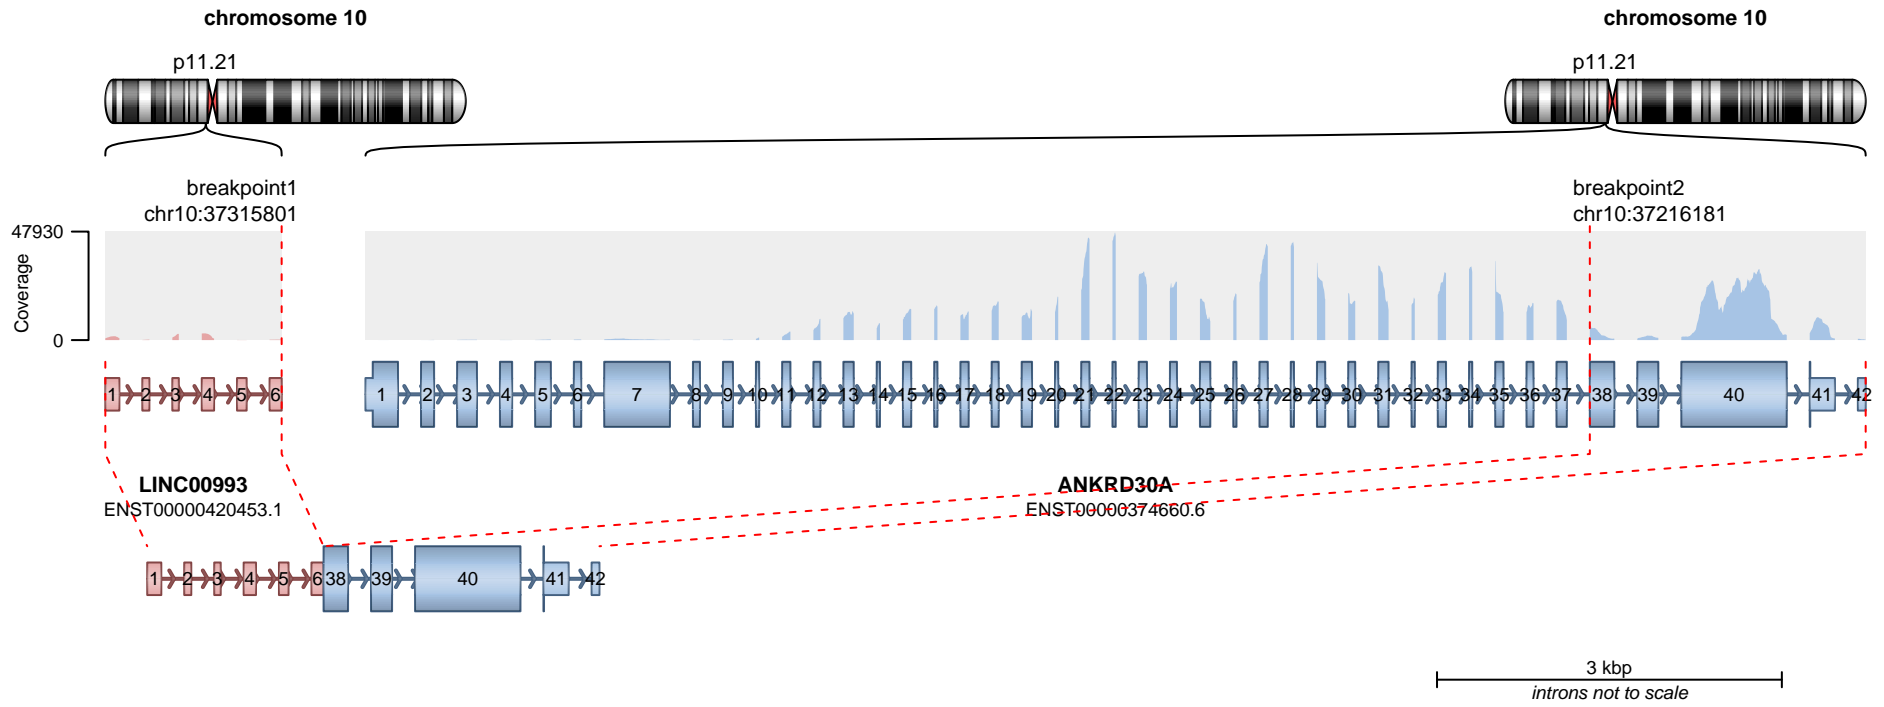 chromosome 10
chromosome 10
p11.21
p11.21
breakpoint1
chr10:37315801
breakpoint2
chr10:37216181
47930
Coverage
0
1 2 3 4 5 6
1 2 3 4 5 6 7 8 9 10 11 12 13 14 15 16 17 18 19 20 21 22 23 24 25 26 27 28 29 30 31 32 33 34 35 36 37 38 39 40 41 42
LINC00993
ENST00000420453.1
ANKRD30A
ENST00000374660.6
1 2 3 4 5 6 38 39 40 41 42
3 kbp
introns not to scale